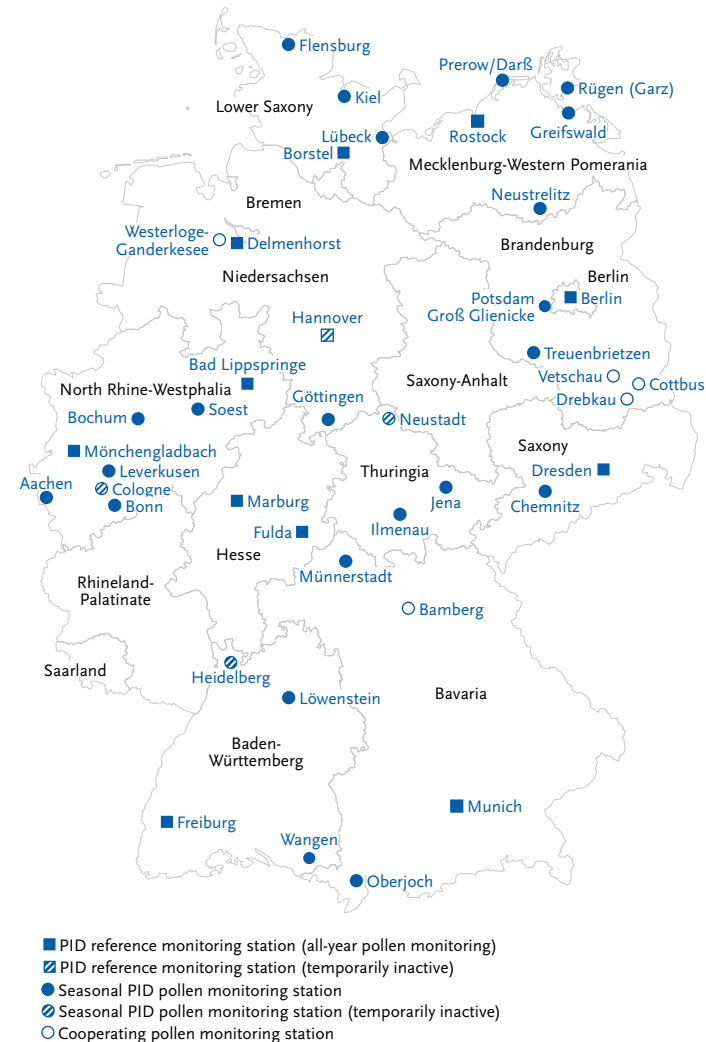 Flensburg
Prerow/Darß
Rügen (Garz)
Kiel
Lower Saxony
Greifswald
Lübeck
Rostock
Borstel
Mecklenburg-Western Pomerania
Neustrelitz
Bremen
Westerloge-
Ganderkesee
Delmenhorst
Brandenburg
Niedersachsen
Berlin
Potsdam
Groß Glienicke
Berlin
Hannover
Treuenbrietzen
Bad Lippspringe
Vetschau
Saxony-Anhalt
Cottbus
North Rhine-Westphalia
Göttingen
Drebkau
Soest
Bochum
Neustadt
Saxony
Mönchengladbach
Leverkusen
Thuringia
Dresden
Aachen
Cologne
Marburg
Jena
Bonn
Chemnitz
Ilmenau
Fulda
Hesse
Münnerstadt
Rhineland-
Palatinate
Bamberg
Saarland
Heidelberg
Bavaria
Löwenstein
Baden-
Württemberg
Munich
Freiburg
Wangen
Oberjoch
PID reference monitoring station (all-year pollen monitoring)
PID reference monitoring station (temporarily inactive)
Seasonal PID pollen monitoring station
Seasonal PID pollen monitoring station (temporarily inactive)
Cooperating pollen monitoring station